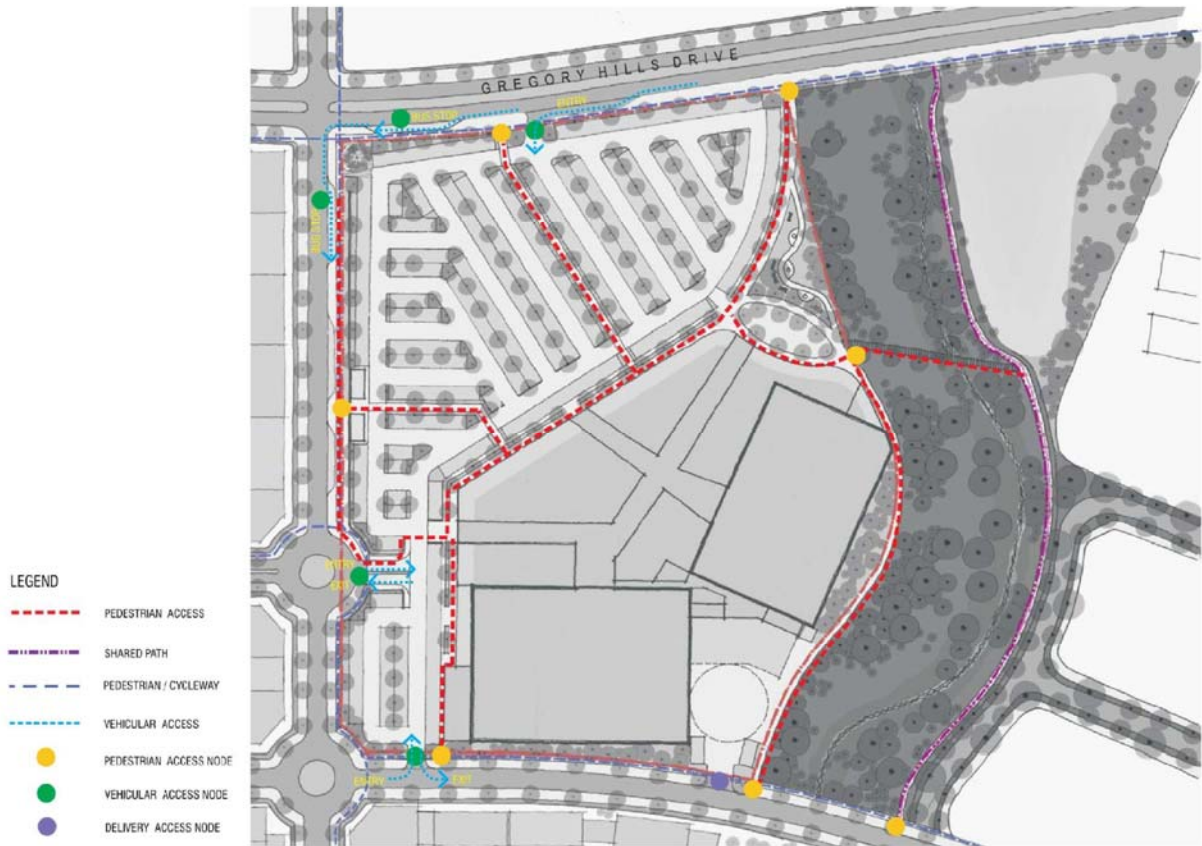 GREGORY HILLS DRIVE
ENTRY
BUS STOP
BUS STOP
ENTRY
EXIT
ENTRY
EXIT
LEGEND
PEDESTRIAN ACCESS
SHARED PATH
PEDESTRIAN / CYCLEWAY
VEHICULAR ACCESS
PEDESTRIAN ACCESS NODE
VEHICULAR ACCESS NODE
DELIVERY ACCESS NODE